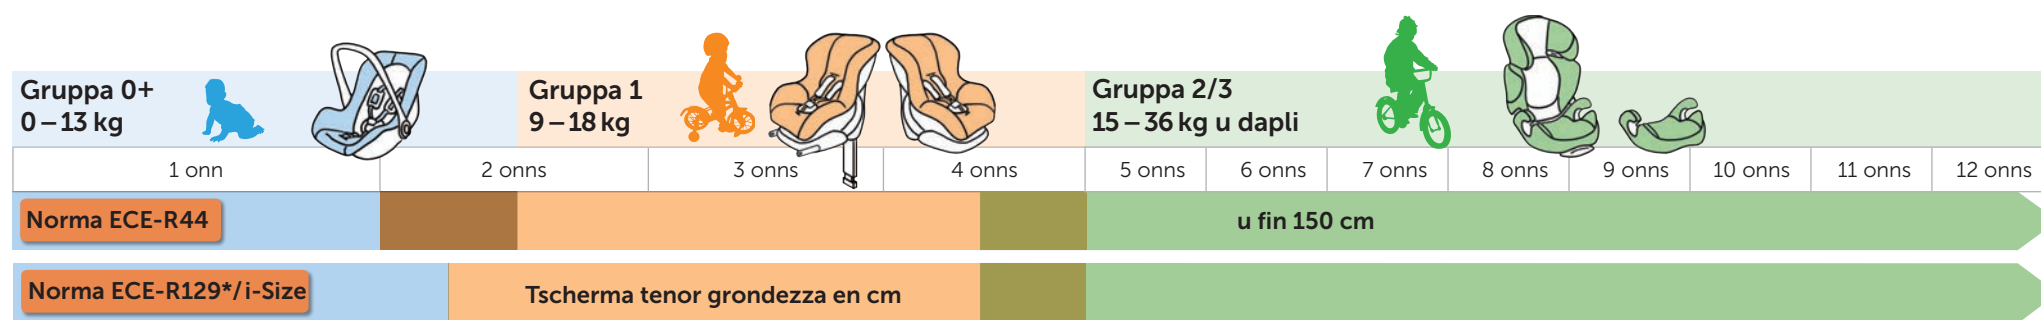 Gruppa 0+
0 – 13 kg
Gruppa 1
9 – 18 kg
Gruppa 2/3
15 – 36 kg u dapli
1 onn
2 onns
3 onns
4 onns
5 onns
6 onns
7 onns
8 onns
9 onns
10 onns
11 onns
12 onns
Norma ECE-R44
u fin 150 cm
Norma ECE-R129*/i-Size
Tscherma tenor grondezza en cm